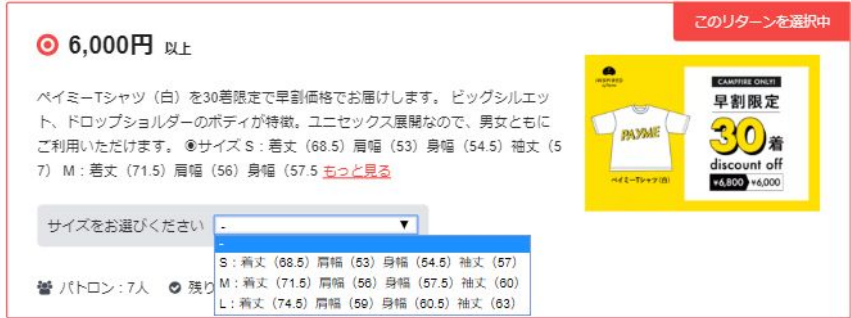 このリターンを選択中
6,000円 以上
ペイミーTシャツ（白）を30着限定で早割価格でお届けします。 ビッグシルエッ
ト、ドロップショルダーのボディが特徴。ユニセックス展開なので、男女ともに
ご利用いただけます。 ◉サイズ S：着丈（68.5）肩幅（53）身幅（54.5）袖丈（5
7） M：着丈（71.5）肩幅（56）身幅（57.5 もっと見る
INSPIRED
CAMPFIRE ONLY!
早割限定
30着
discount off
¥6,800 ¥6,000
PAYME
ペイミーTシャツ(白)
サイズをお選びください -
-
S：着丈（68.5）肩幅（53）身幅（54.5）袖丈（57）
M：着丈（71.5）肩幅（56）身幅（57.5）袖丈（60）
L：着丈（74.5）肩幅（59）身幅（60.5）袖丈（63）
パトロン：7人 残り